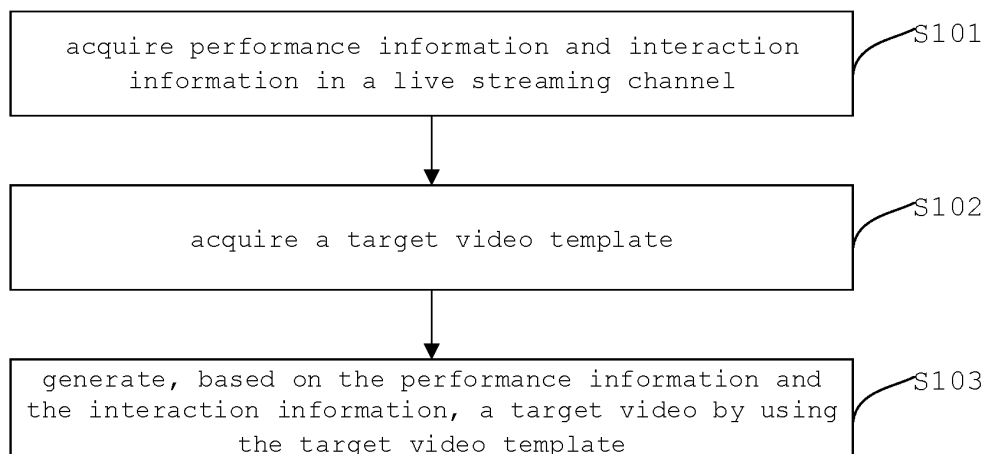 acquire performance information and interaction
information in a live streaming channel
S101
acquire a target video template
S102
generate, based on the performance information and
the interaction information, a target video by using
the target video template
S103